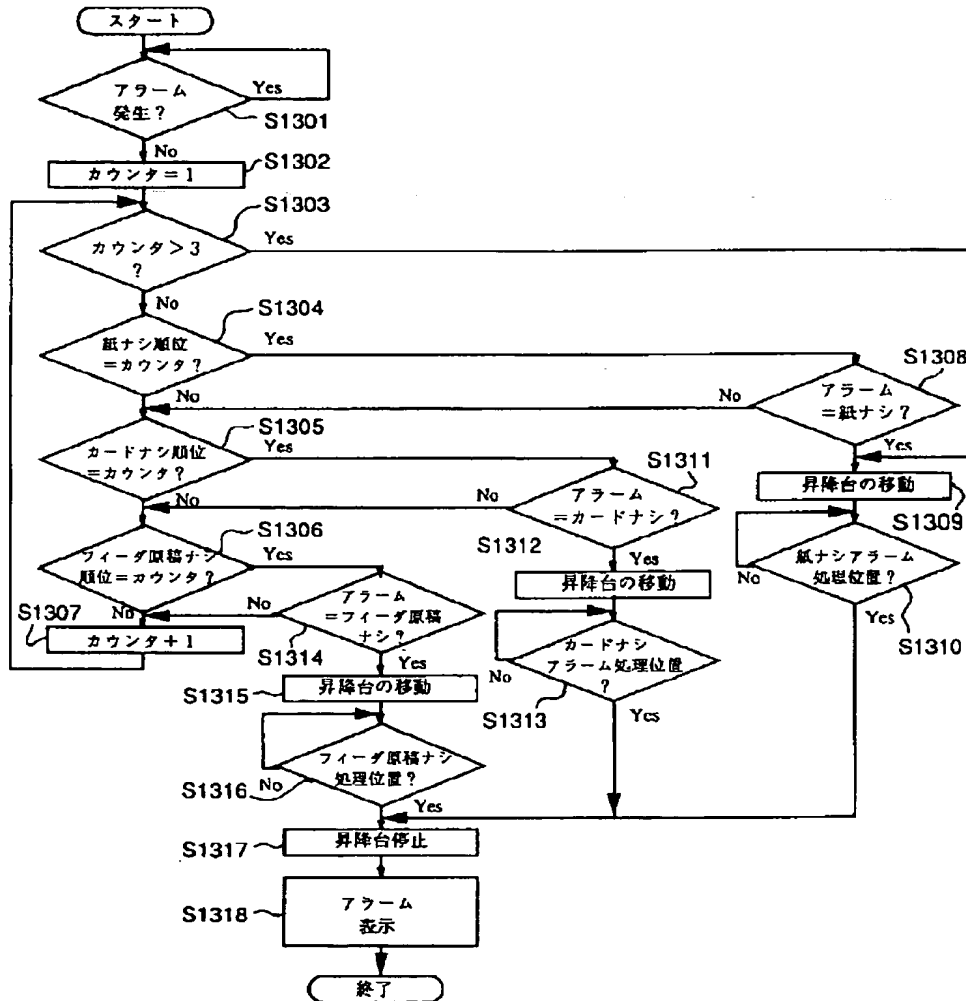 スタート
アラーム
発生?
Yes
S1301
No
S1302
カウンタ=1
S1303
カウンタ>3
?
Yes
No
S1304
紙ナシ順位
=カウンタ?
Yes
No
S1308
アラーム
=紙ナシ?
No
Yes
S1305
カードナシ順位
=カウンタ?
Yes
No
S1311
アラーム
=カードナシ?
No
Yes
昇降台の移動
S1309
S1306
フィーダ原稿ナシ
順位=カウンタ?
Yes
No
S1312
昇降台の移動
紙ナシアラーム
処理位置?
No
Yes
S1310
S1307
カウンタ+1
アラーム
=フィーダ原稿
ナシ?
No
S1314
Yes
カードナシ
アラーム処理位置
?
No
S1313
Yes
S1315
昇降台の移動
フィーダ原稿ナシ
処理位置?
No
S1316
Yes
S1317
昇降台停止
S1318
アラーム
表示
終了